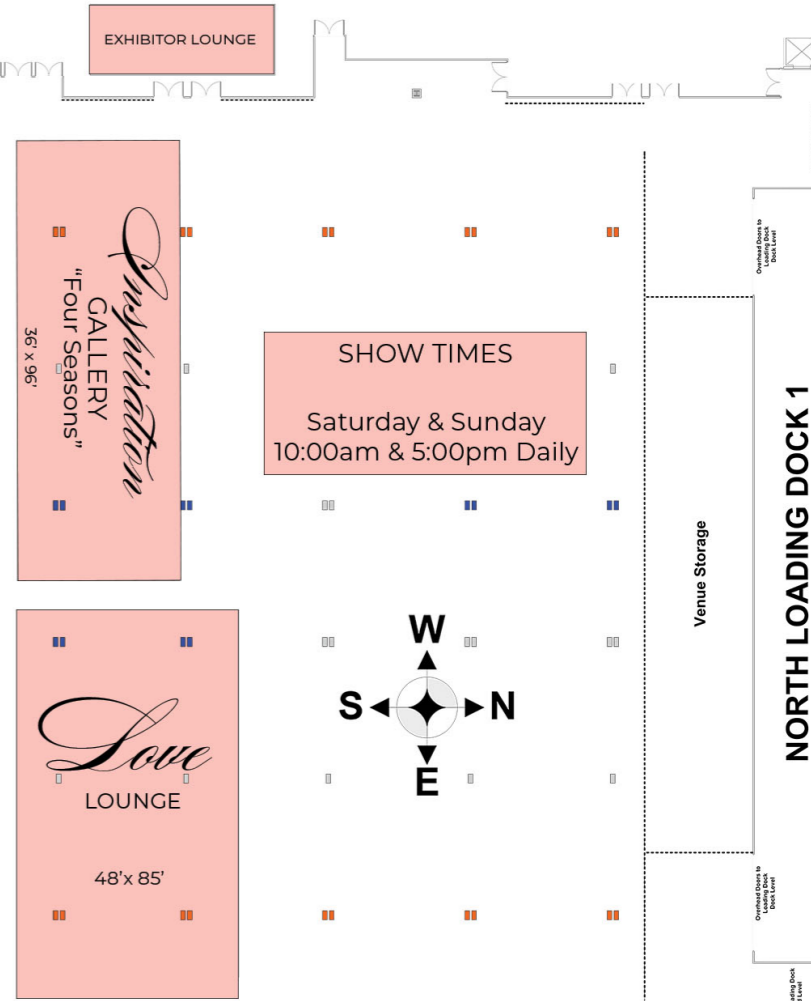 EXHIBITOR LOUNGE
Inspiration
GALLERY
“Four Seasons”
36' x 96'
SHOW TIMES
Saturday & Sunday
10:00am & 5:00pm Daily
Overhead Doors to
Loading Dock
Dock Level
Venue Storage
NORTH LOADING DOCK 1
W
S
N
E
Love
LOUNGE
48'x 85'
Overhead Doors to
Loading Dock
Dock Level